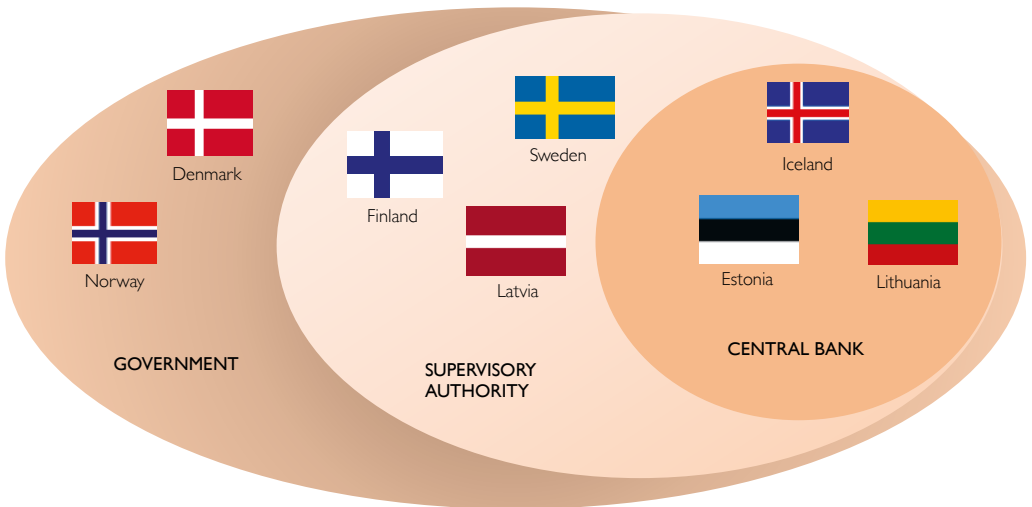 Denmark
Sweden
Iceland
Finland
Norway
Latvia
Estonia
Lithuania
GOVERNMENT
SUPERVISORY
AUTHORITY
CENTRAL BANK